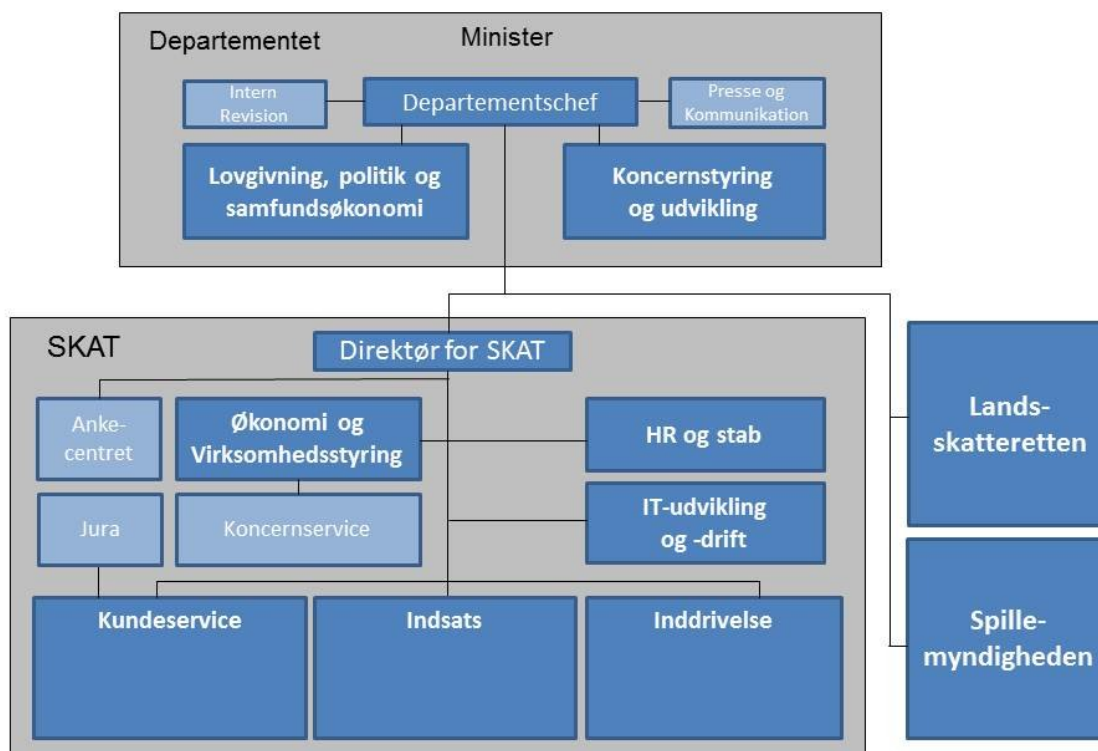 Departementet
Minister
Intern
Revision
Departementschef
Presse og
Kommunikation
Lovgivning, politik og
samfundsøkonomi
Koncernstyring
og udvikling
SKAT
Direktør for SKAT
Anke-
centret
Økonomi og
Virksomhedsstyring
HR og stab
Lands-
skatteretten
Jura
Koncernservice
IT-udvikling
og -drift
Kundeservice
Indsats
Inddrivelse
Spille-
myndigheden